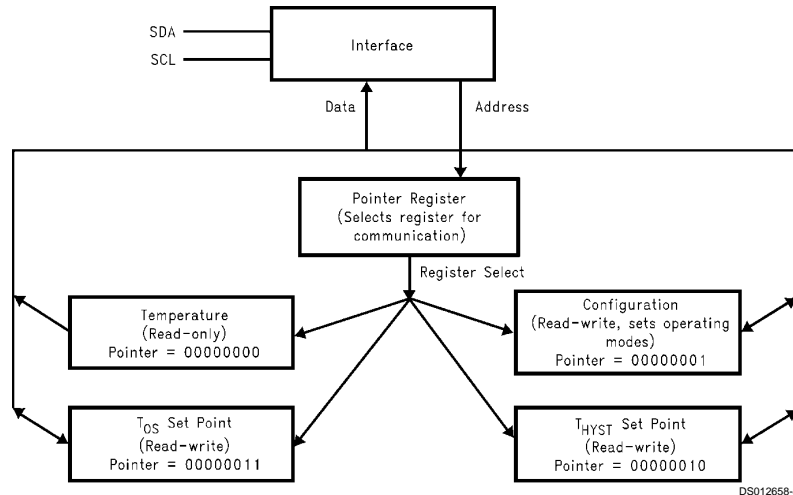 SDA
SCL
Interface
Data
Address
Pointer Register
(Selects register for
communication)
Register Select
Temperature
(Read-only)
Pointer = 00000000
Configuration
(Read-write, sets operating
modes)
Pointer = 00000001
TOS Set Point
(Read-write)
Pointer = 00000011
THYST Set Point
(Read-write)
Pointer = 00000010
DS012658-